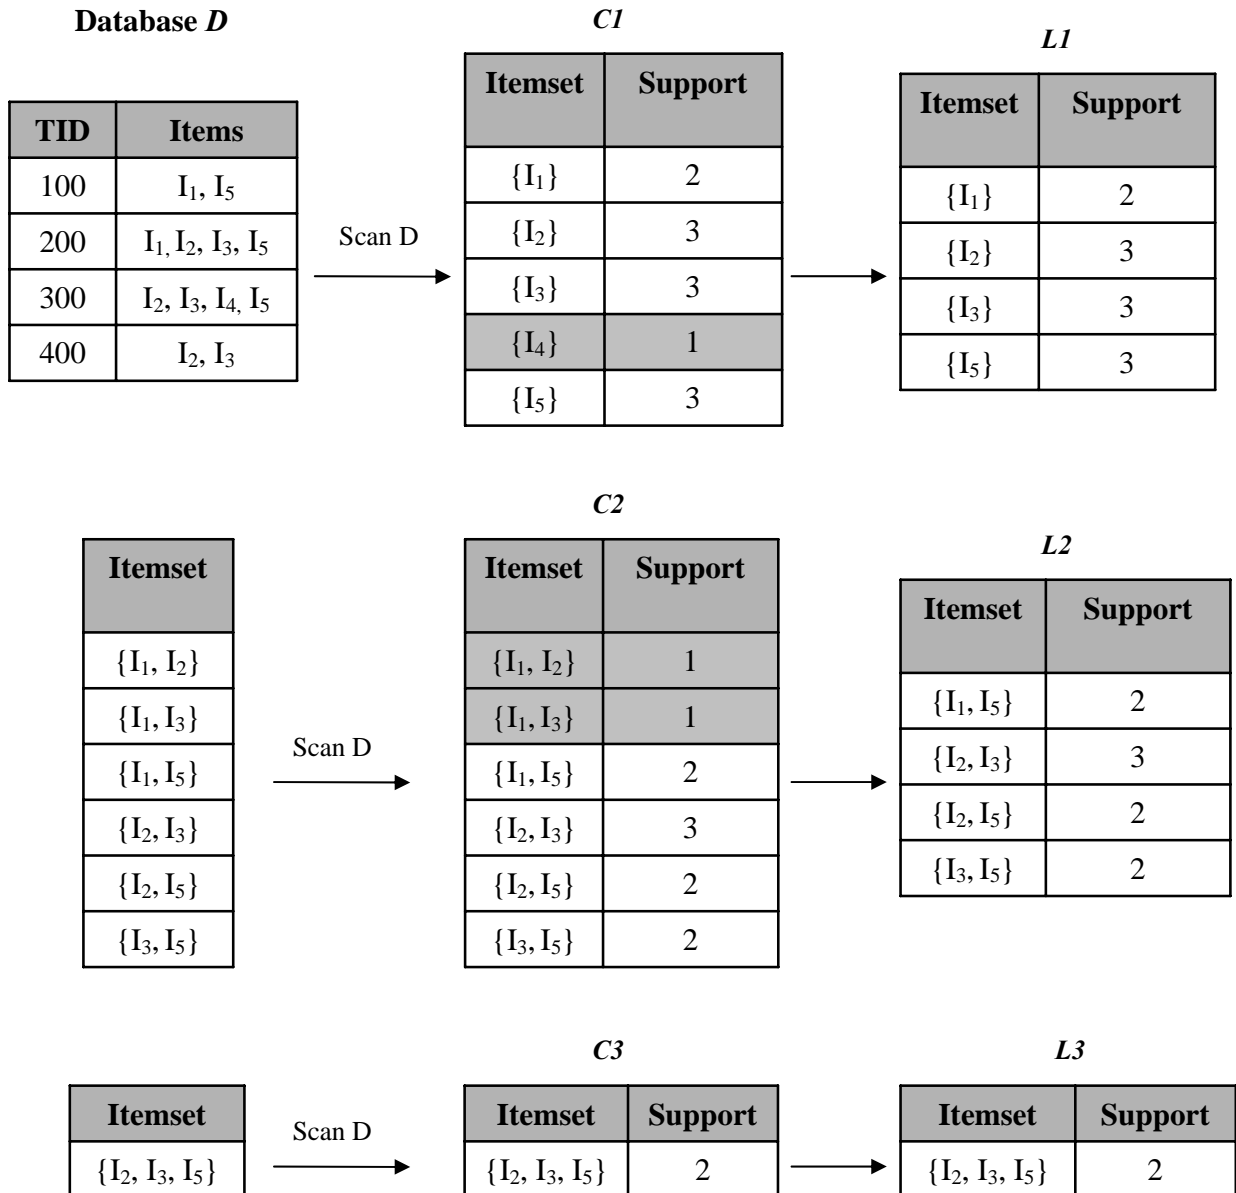 Database D
TID Items
100 I₁, I₅
200 I₁, I₂, I₃, I₅
300 I₂, I₃, I₄, I₅
400 I₂, I₃
Scan D
C1
Itemset Support
{I₁} 2
{I₂} 3
{I₃} 3
{I₄} 1
{I₅} 3
L1
Itemset Support
{I₁} 2
{I₂} 3
{I₃} 3
{I₅} 3
Itemset
{I₁, I₂}
{I₁, I₃}
{I₁, I₅}
{I₂, I₃}
{I₂, I₅}
{I₃, I₅}
Scan D
C2
Itemset Support
{I₁, I₂} 1
{I₁, I₃} 1
{I₁, I₅} 2
{I₂, I₃} 3
{I₂, I₅} 2
{I₃, I₅} 2
L2
Itemset Support
{I₁, I₅} 2
{I₂, I₃} 3
{I₂, I₅} 2
{I₃, I₅} 2
Itemset
{I₂, I₃, I₅}
Scan D
C3
Itemset Support
{I₂, I₃, I₅} 2
L3
Itemset Support
{I₂, I₃, I₅} 2